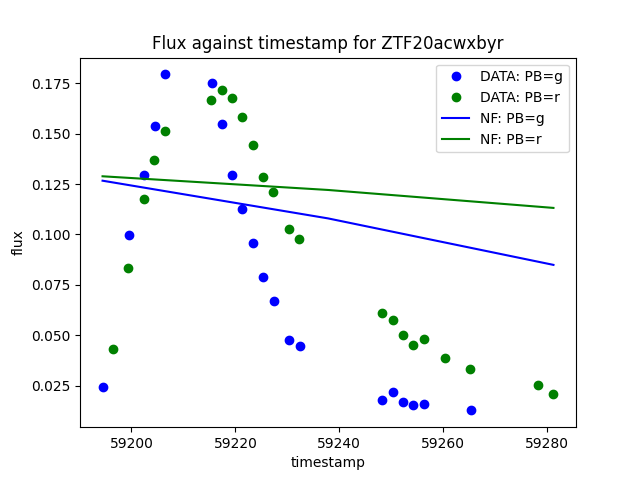 Flux against timestamp for ZTF20acwxbyr
DATA: PB=g
DATA: PB=r
NF: PB=g
NF: PB=r
0.175
0.150
0.125
0.100
0.075
0.050
0.025
flux
59200
59220
59240
59260
59280
timestamp